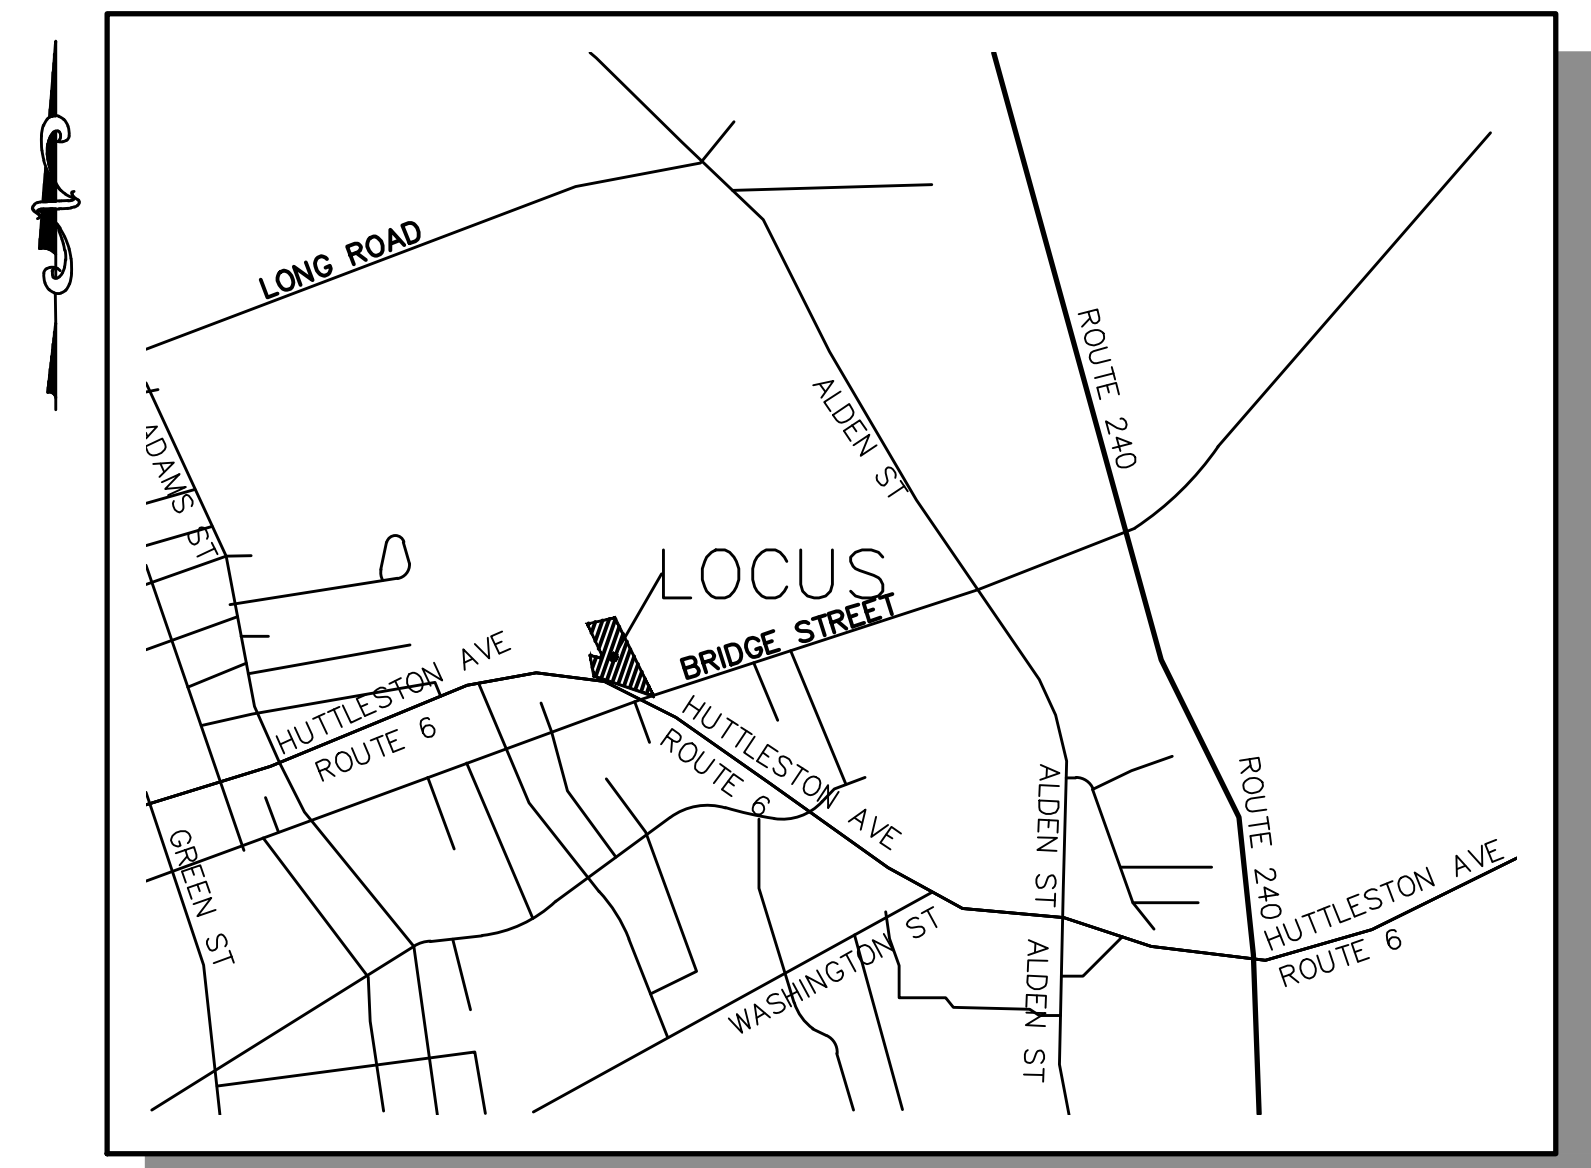 LONG ROAD
ROUTE 240
ALDEN ST
ADAMS ST
LOCUS
BRIDGE STREET
HUTTLESTON AVE
ROUTE 6
HUTTLESTON AVE
ROUTE 6
ALDEN ST
ROUTE 240
GREEN ST
HUTTLESTON AVE
ROUTE 6
WASHINGTON ST
ALDEN ST